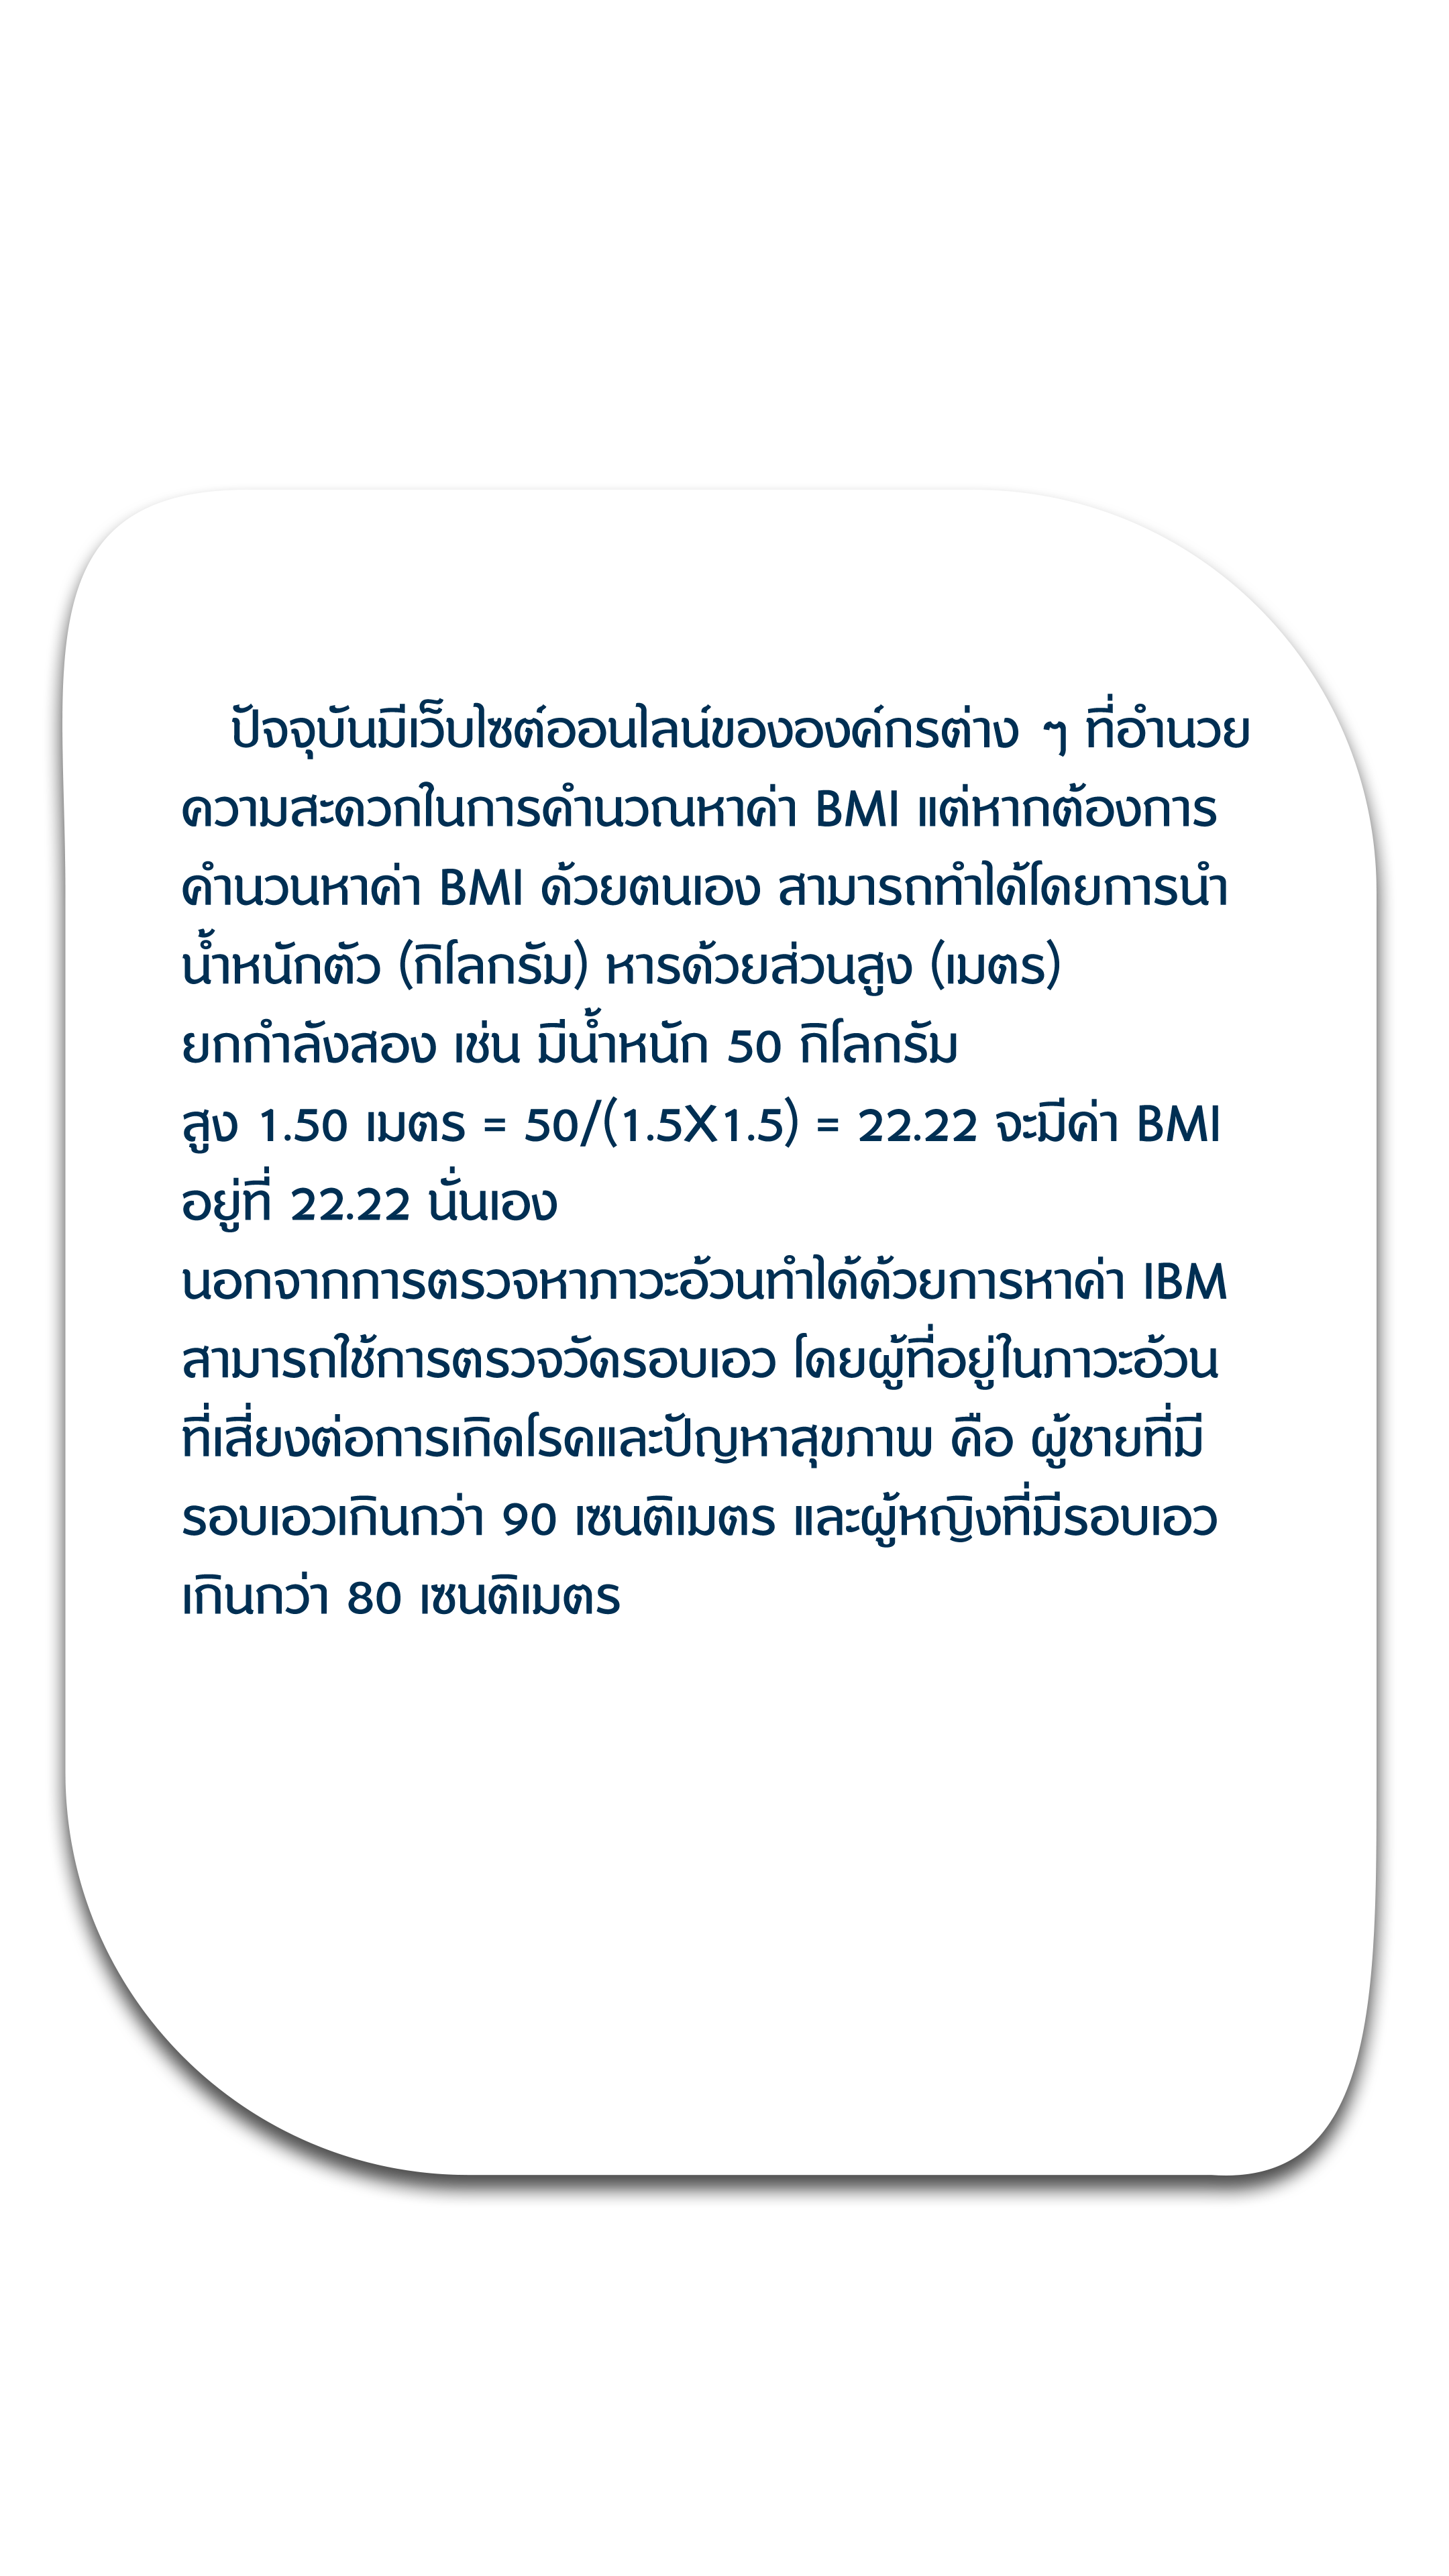 ปัจจุบันมีเว็บไซต์ออนไลน์ขององค์กรต่าง ๆ ที่อำนวย
ความสะดวกในการคำนวณหาค่า BMI แต่หากต้องการ
คำนวนหาค่า BMI ด้วยตนเอง สามารถทำได้โดยการนำ
น้ำหนักตัว (กิโลกรัม) หารด้วยส่วนสูง (เมตร)
ยกกำลังสอง เช่น มีน้ำหนัก 50 กิโลกรัม
สูง 1.50 เมตร = 50/(1.5X1.5) = 22.22 จะมีค่า BMI
อยู่ที่ 22.22 นั่นเอง
นอกจากการตรวจหาภาวะอ้วนทำได้ด้วยการหาค่า IBM
สามารถใช้การตรวจวัดรอบเอว โดยผู้ที่อยู่ในภาวะอ้วน
ที่เสี่ยงต่อการเกิดโรคและปัญหาสุขภาพ คือ ผู้ชายที่มี
รอบเอวเกินกว่า 90 เซนติเมตร และผู้หญิงที่มีรอบเอว
เกินกว่า 80 เซนติเมตร